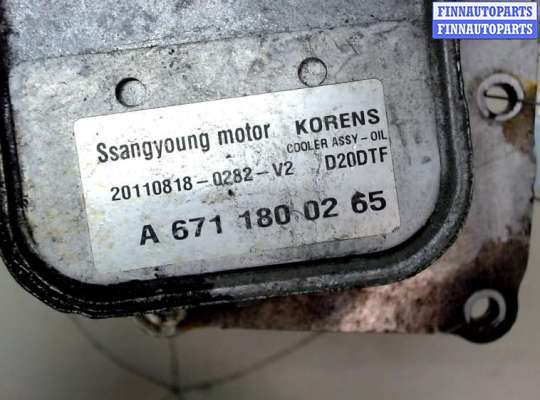 FINNAUTOPARTS
FINNAUTOPARTS
Ssangyoung motor KORENS
COOLER ASSY-OIL
20110818-0282-V2 D20DTF
A 671 180 02 65